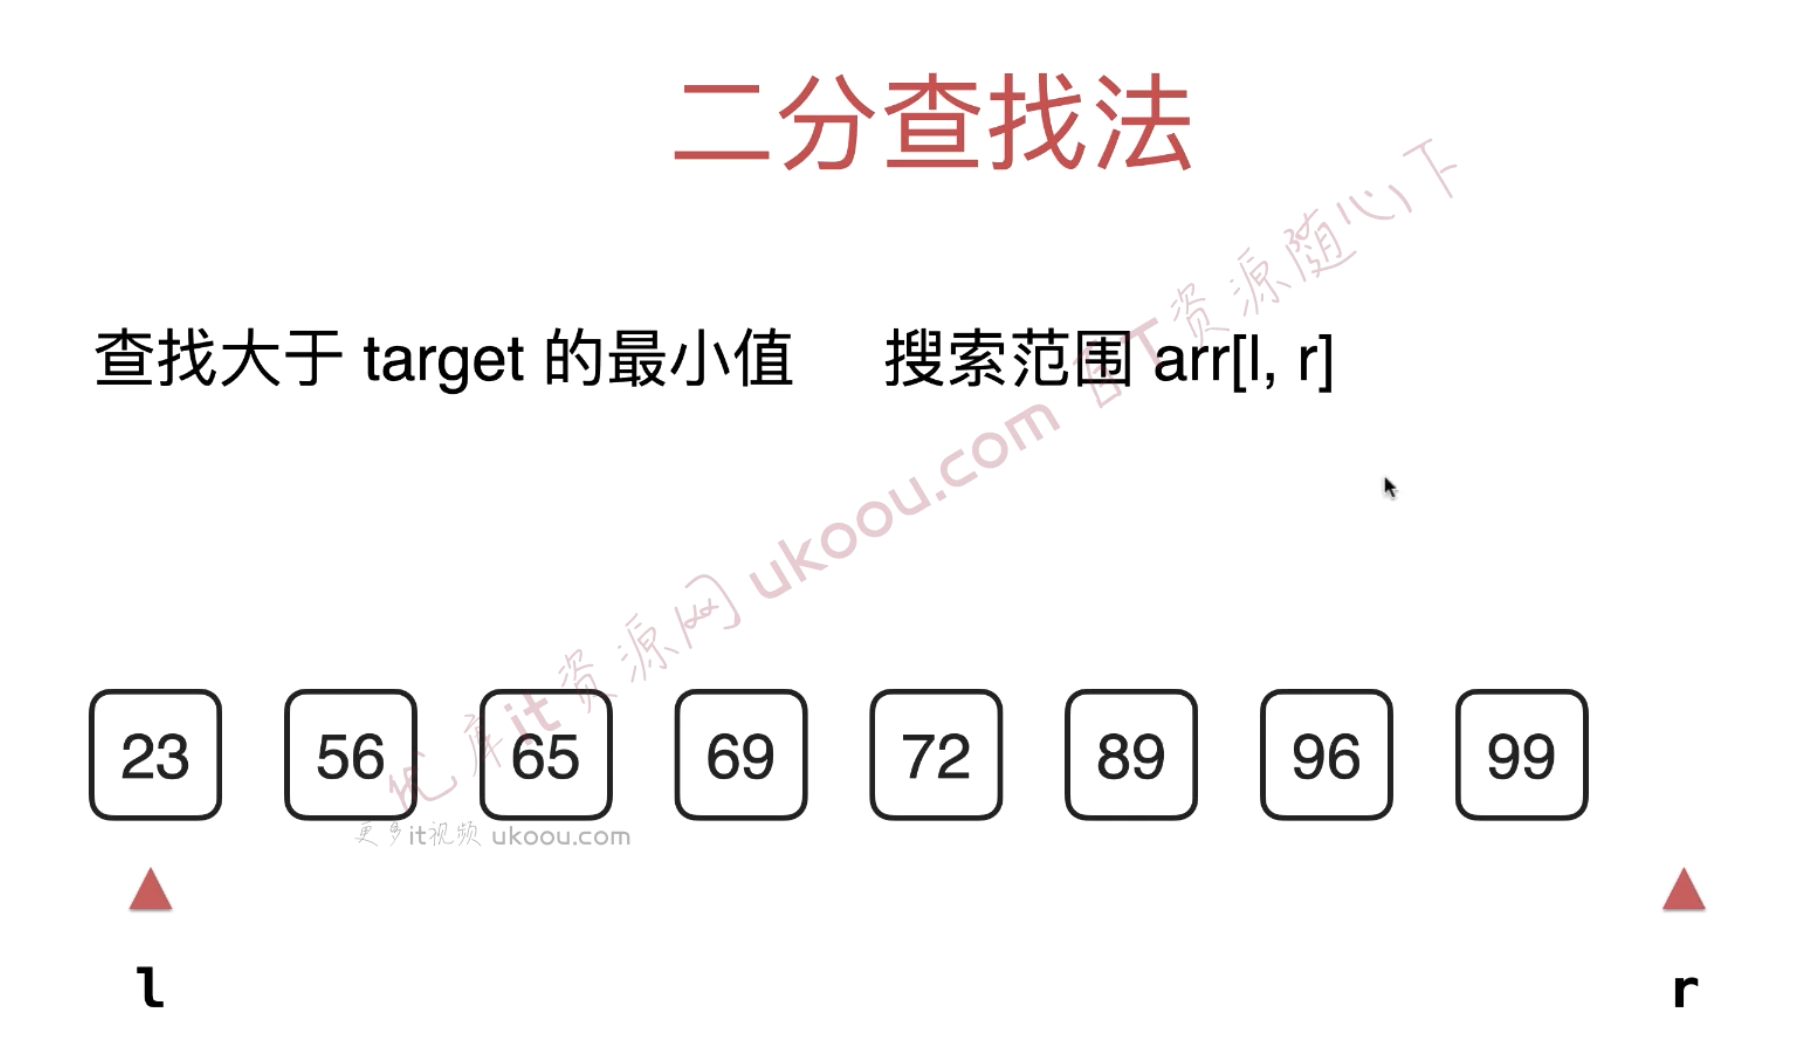 二分查找法
查找大于 target 的最小值 搜索范围 arr[l, r]
优库it资源网 ukoou.com 百T资源随心下
23 56 65 69 72 89 96 99
更多it视频 ukoou.com
l r